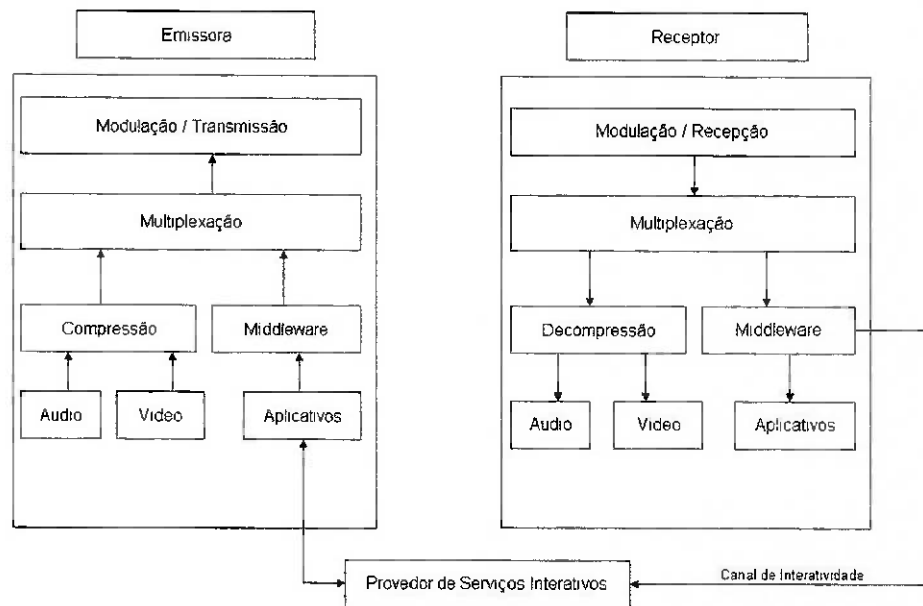 Emissora
Modulação / Transmissão
Multiplexação
Compressão
Middleware
Audio
Video
Aplicativos
Receptor
Modulação / Recepção
Multiplexação
Decompressão
Middleware
Audio
Video
Aplicativos
Provedor de Serviços Interativos
Canal de Interatividade